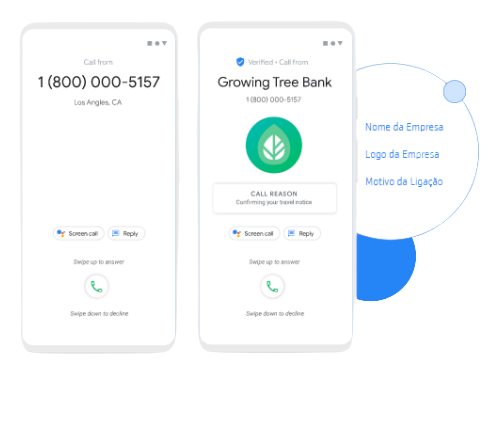 Call from
1 (800) 000-5157
Los Angles, CA
Screen call
Reply
Swipe up to answer
Swipe down to decline
Verified • Call from
Growing Tree Bank
1 (800) 000-5157
CALL REASON
Confirming your travel notice
Screen call
Reply
Swipe up to answer
Swipe down to decline
Nome da Empresa
Logo da Empresa
Motivo da Ligação